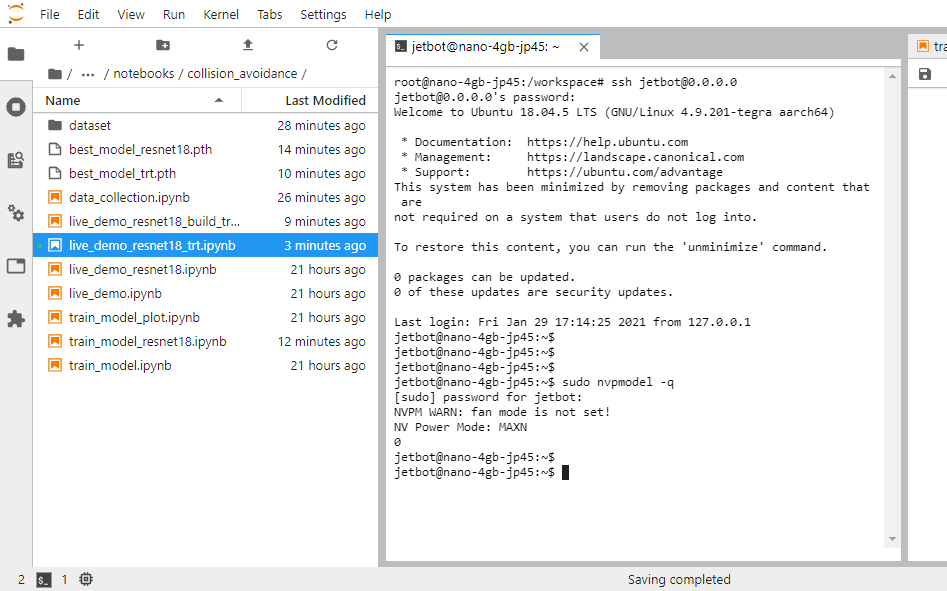 File Edit View Run Kernel Tabs Settings Help
/ ... / notebooks / collision_avoidance /
Name Last Modified
dataset 28 minutes ago
best_model_resnet18.pth 14 minutes ago
best_model_trt.pth 10 minutes ago
data_collection.ipynb 26 minutes ago
live_demo_resnet18_build_tr... 9 minutes ago
live_demo_resnet18_trt.ipynb 3 minutes ago
live_demo_resnet18.ipynb 21 hours ago
live_demo.ipynb 21 hours ago
train_model_plot.ipynb 21 hours ago
train_model_resnet18.ipynb 12 minutes ago
train_model.ipynb 21 hours ago
jetbot@nano-4gb-jp45: ~
tra
root@nano-4gb-jp45:/workspace# ssh jetbot@0.0.0.0
jetbot@0.0.0.0's password:
Welcome to Ubuntu 18.04.5 LTS (GNU/Linux 4.9.201-tegra aarch64)
* Documentation: https://help.ubuntu.com
* Management: https://landscape.canonical.com
* Support: https://ubuntu.com/advantage
This system has been minimized by removing packages and content that
are
not required on a system that users do not log into.
To restore this content, you can run the 'unminimize' command.
0 packages can be updated.
0 of these updates are security updates.
Last login: Fri Jan 29 17:14:25 2021 from 127.0.0.1
jetbot@nano-4gb-jp45:~$
jetbot@nano-4gb-jp45:~$
jetbot@nano-4gb-jp45:~$
jetbot@nano-4gb-jp45:~$ sudo nvpmodel -q
[sudo] password for jetbot:
NVPM WARN: fan mode is not set!
NV Power Mode: MAXN
0
jetbot@nano-4gb-jp45:~$
jetbot@nano-4gb-jp45:~$
2 $_ 1 Saving completed